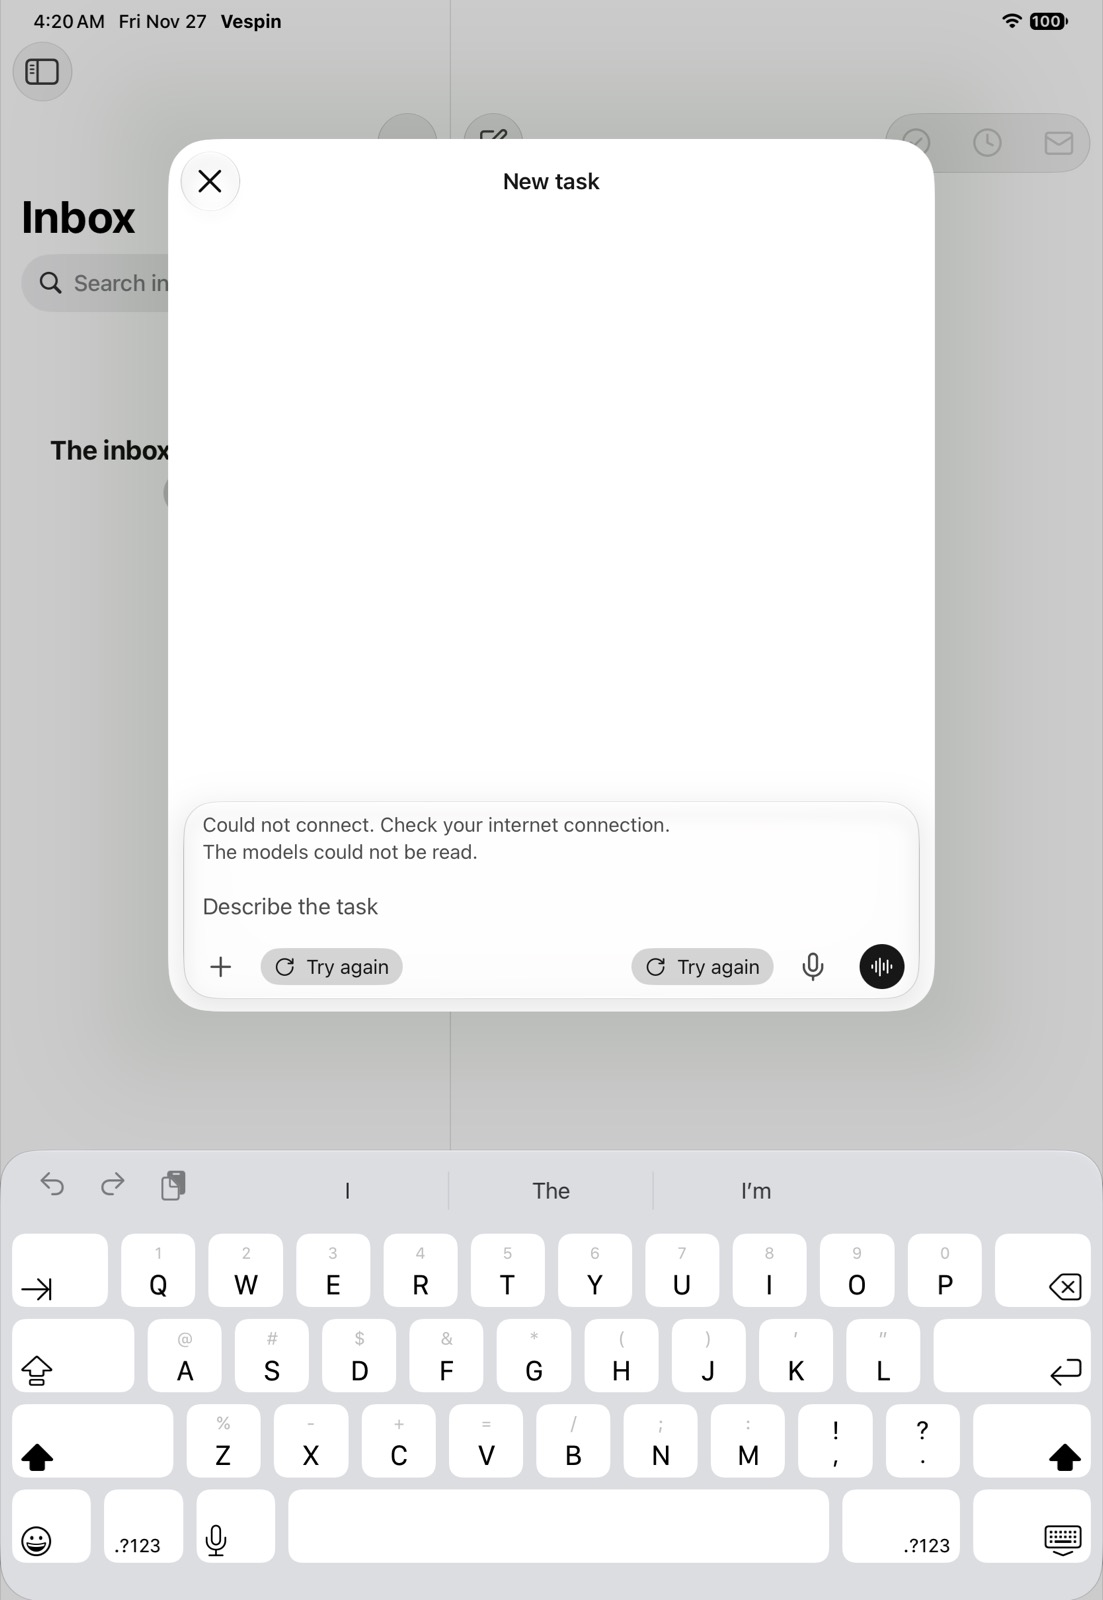 4:20 AM Fri Nov 27 Vespin
100
New task
Inbox
Search in
The inbox
Could not connect. Check your internet connection.
The models could not be read.
Describe the task
Try again
Try again
I
The
I'm
1 2 3 4 5 6 7 8 9 0
Q W E R T Y U I O P
@ # $ & * ( ) ' "
A S D F G H J K L
% - + = / ; : ! ?
Z X C V B N M , .
.?123
.?123